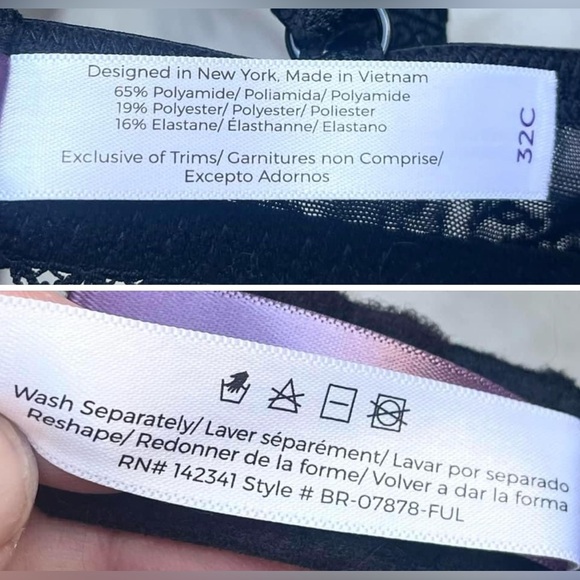 Designed in New York, Made in Vietnam
65% Polyamide/ Poliamida/ Polyamide
19% Polyester/ Polyester/ Poliester
16% Elastane/ Élasthanne/ Elastano
Exclusive of Trims/ Garnitures non Comprise/
Excepto Adornos
32C
Wash Separately/ Laver séparément/ Lavar por separado
Reshape/ Redonner de la forme/ Volver a dar la forma
RN# 142341 Style # BR-07878-FUL